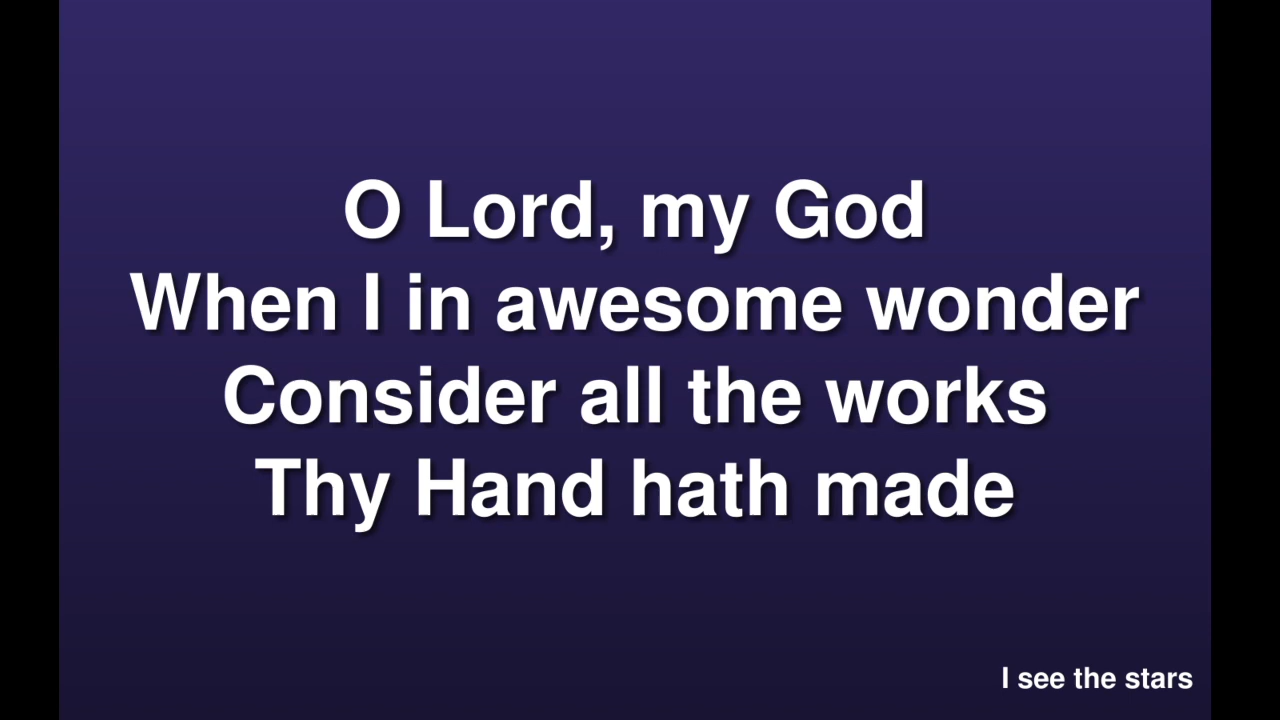 O Lord, my God
When I in awesome wonder
Consider all the works
Thy Hand hath made
I see the stars